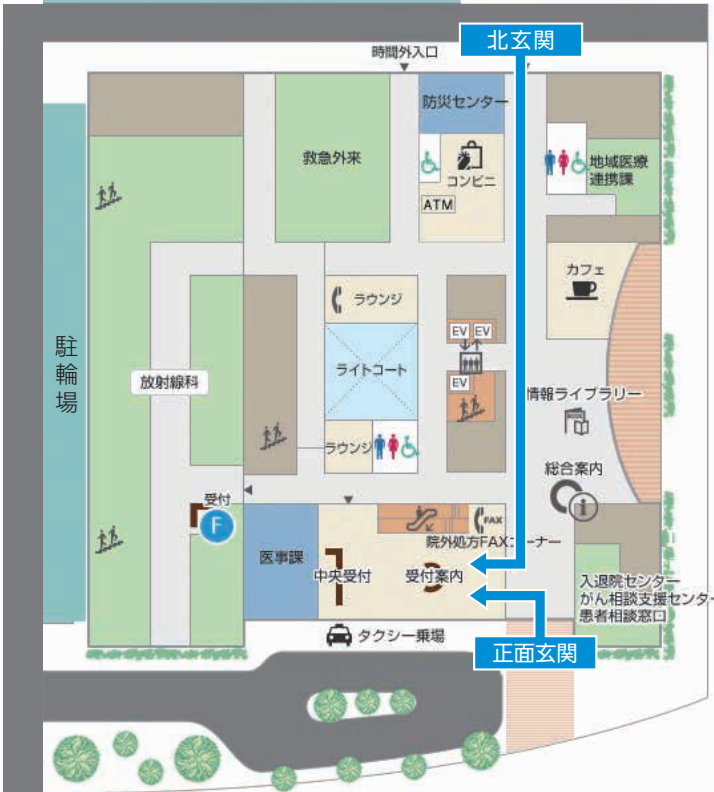 北玄関
時間外入口
防災センター
救急外来
コンビニ
ATM
地域医療
連携課
カフェ
ラウンジ
EV EV
駐輪場
ライトコート
放射線科
EV
情報ライブラリー
ラウンジ
総合案内
受付
F
FAX
院外処方FAXコーナー
医事課
中央受付
受付案内
入退院センター
がん相談支援センター
患者相談窓口
タクシー乗場
正面玄関